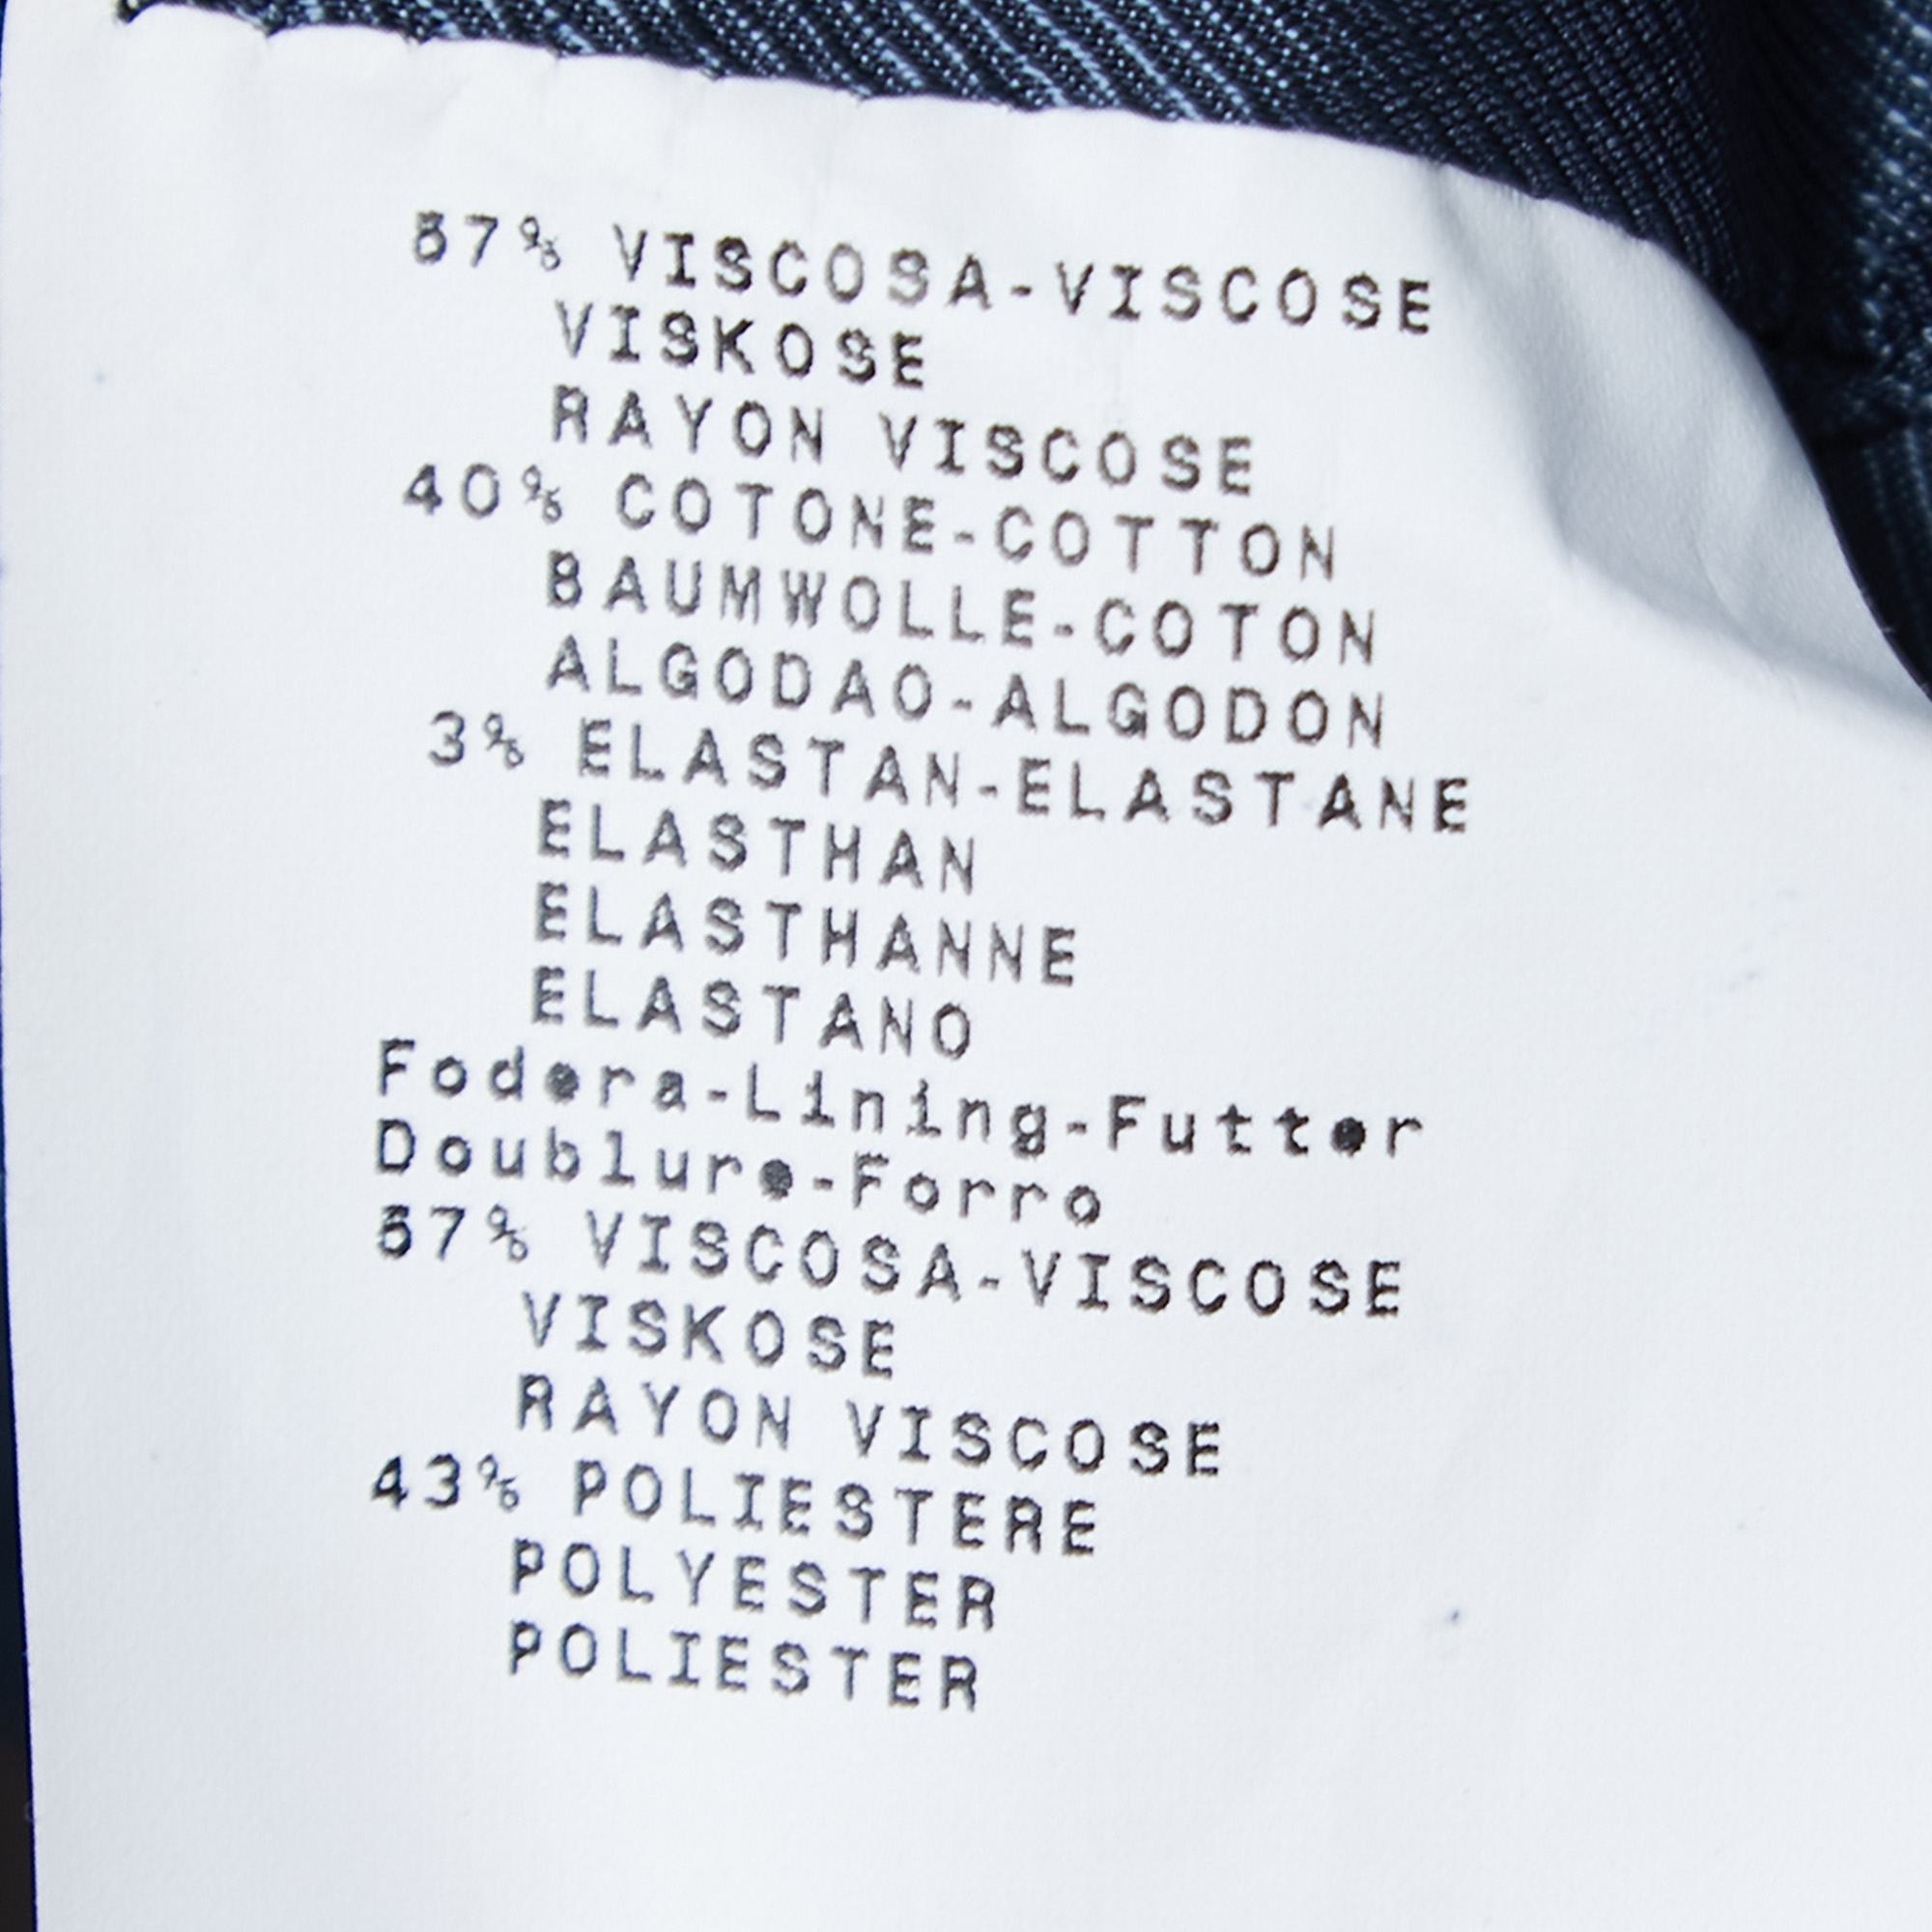 57% VISCOSA-VISCOSE
VISKOSE
RAYON VISCOSE
40% COTONE-COTTON
BAUMWOLLE-COTON
ALGODAO-ALGODON
3% ELASTAN-ELASTANE
ELASTHAN
ELASTHANNE
ELASTANO
Fodera-Lining-Futter
Doublure-Forro
57% VISCOSA-VISCOSE
VISKOSE
RAYON VISCOSE
43% POLIESTERE
POLYESTER
POLIESTER